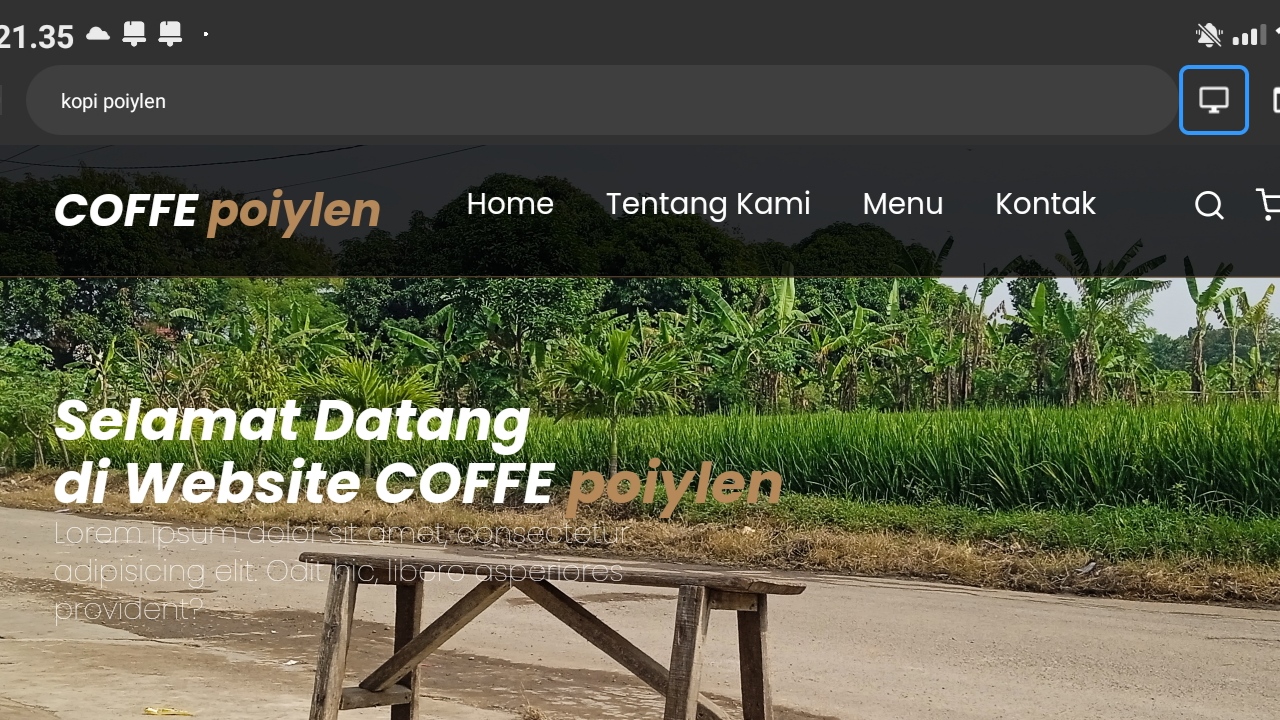 21.35
kopi poiylen
COFFE poiylen
Home Tentang Kami Menu Kontak
Selamat Datang
di Website COFFE poiylen
Lorem ipsum dolor sit amet, consectetur
adipisicing elit. Odit hic, libero asperiores
provident?